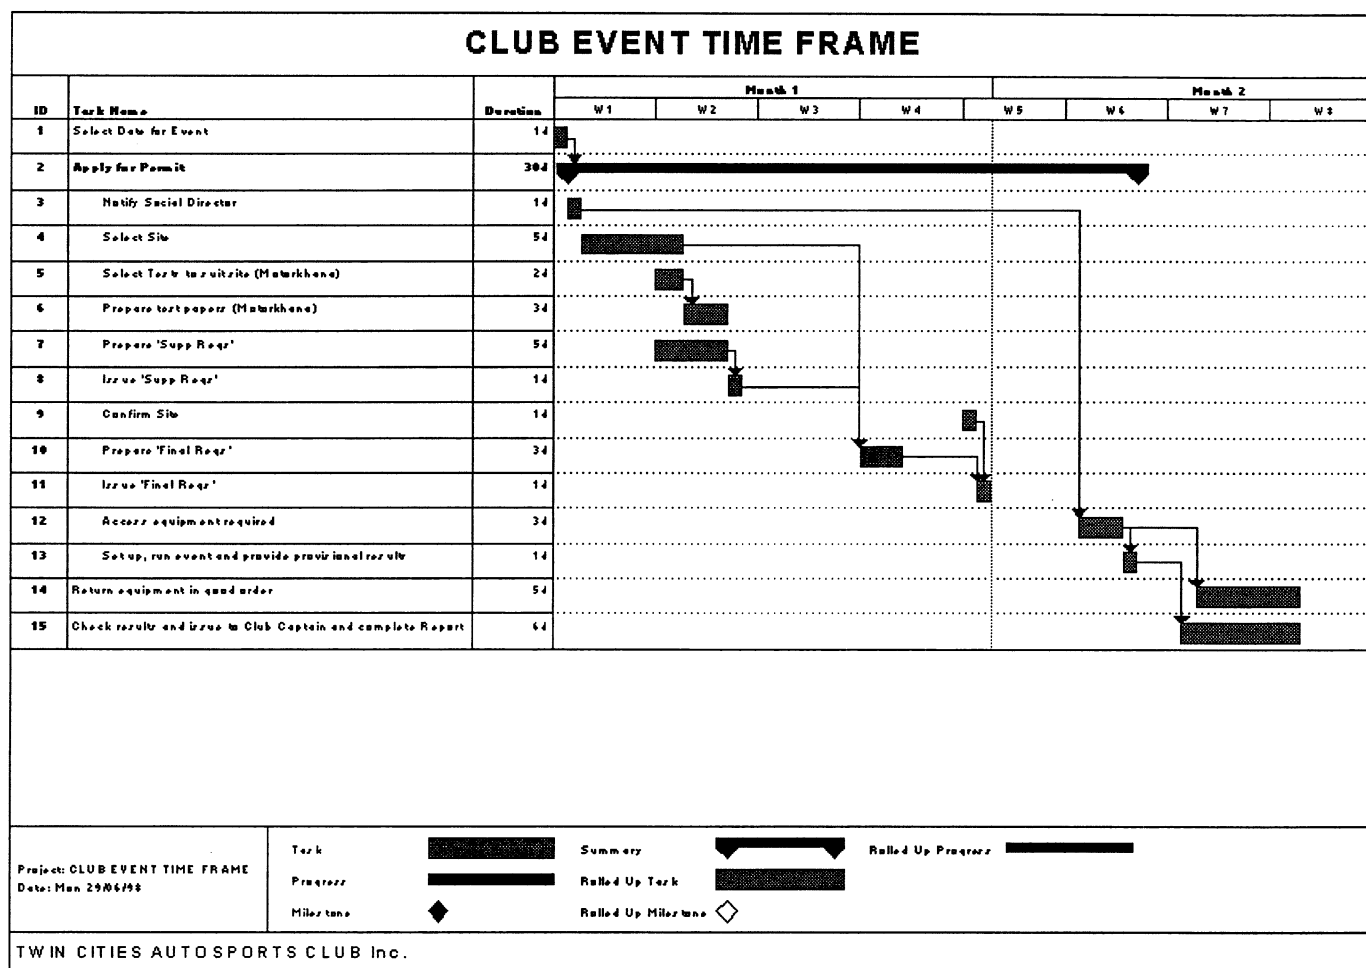 CLUB EVENT TIME FRAME
Month 1 Month 2
ID Task Name Duration W1 W2 W3 W4 W5 W6 W7 W8
1 Select Date for Event 1d
2 Apply for Permit 30d
3 Notify Social Director 1d
4 Select Site 5d
5 Select Tests to suit site (Motorkhana) 2d
6 Prepare test papers (Motorkhana) 3d
7 Prepare 'Supp Regs' 5d
8 Issue 'Supp Regs' 1d
9 Confirm Site 1d
10 Prepare 'Final Regs' 3d
11 Issue 'Final Regs' 1d
12 Access equipment required 3d
13 Set up, run event and provide provisional results 1d
14 Return equipment in good order 5d
15 Check results and issue to Club Captain and complete Report 6d
Task Summary Rolled Up Progress
Project: CLUB EVENT TIME FRAME
Date: Mon 29/06/98
Progress Rolled Up Task
Milestone Rolled Up Milestone
TWIN CITIES AUTOSPORTS CLUB Inc.